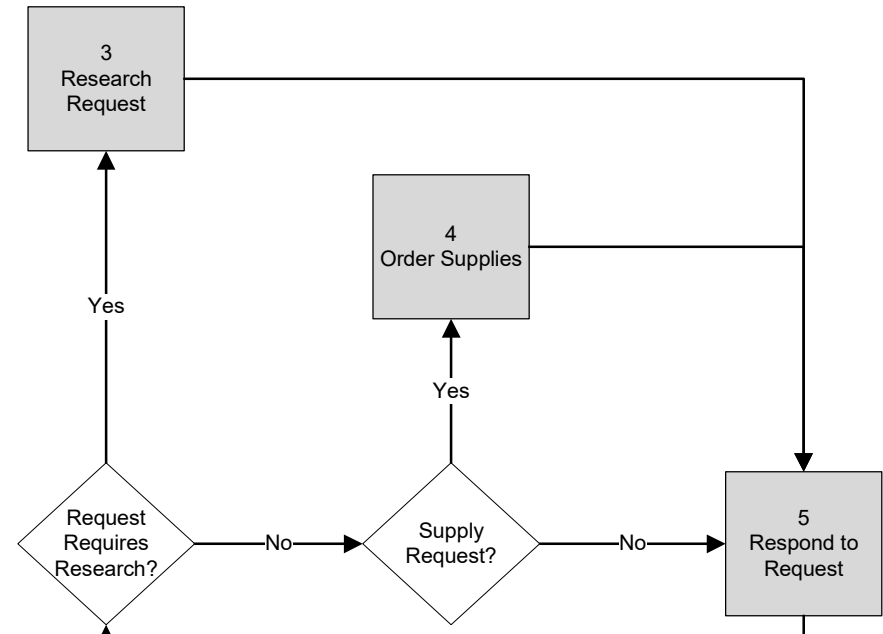 3
Research
Request
4
Order Supplies
Yes
Yes
Request
Requires
Research?
No
Supply
Request?
No
5
Respond to
Request